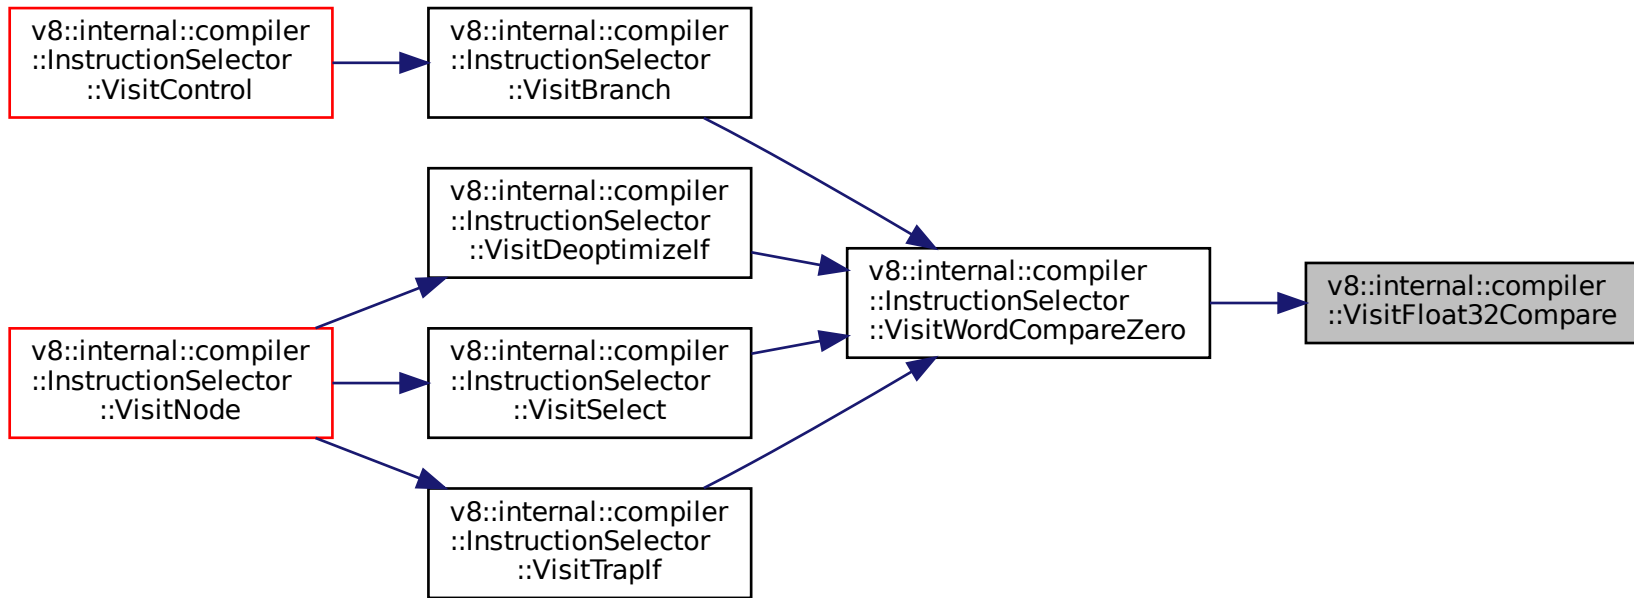 v8::internal::compiler
::InstructionSelector
::VisitControl
v8::internal::compiler
::InstructionSelector
::VisitBranch
v8::internal::compiler
::InstructionSelector
::VisitDeoptimizeIf
v8::internal::compiler
::InstructionSelector
::VisitNode
v8::internal::compiler
::InstructionSelector
::VisitSelect
v8::internal::compiler
::InstructionSelector
::VisitTrapIf
v8::internal::compiler
::InstructionSelector
::VisitWordCompareZero
v8::internal::compiler
::VisitFloat32Compare